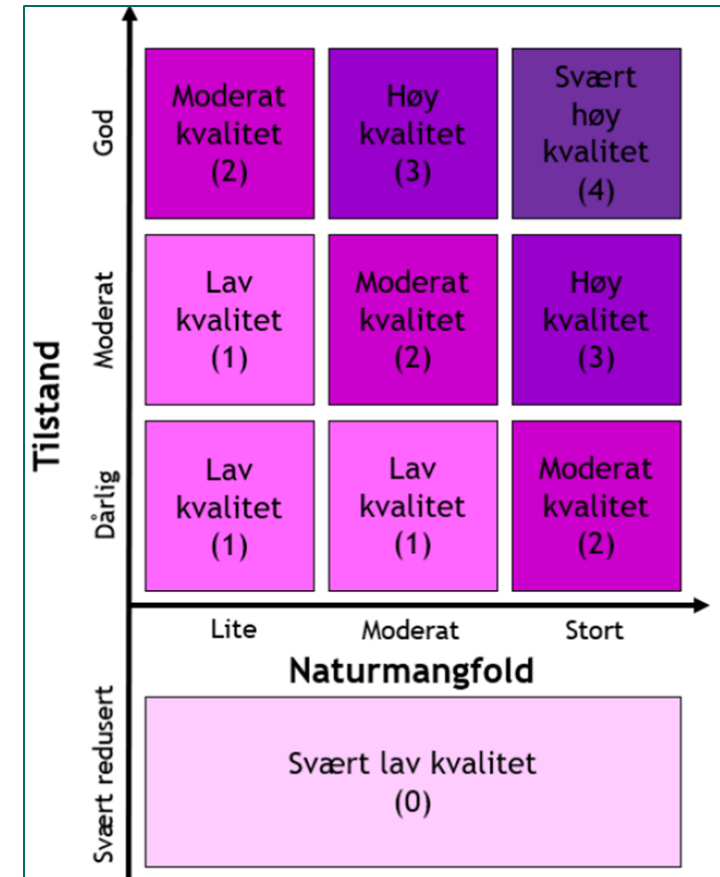 Tilstand
God
Moderat
kvalitet
(2)
Høy
kvalitet
(3)
Svært
høy
kvalitet
(4)
Moderat
Lav
kvalitet
(1)
Moderat
kvalitet
(2)
Høy
kvalitet
(3)
Dårlig
Lav
kvalitet
(1)
Lav
kvalitet
(1)
Moderat
kvalitet
(2)
Lite
Moderat
Stort
Naturmangfold
Svært redusert
Svært lav kvalitet
(0)